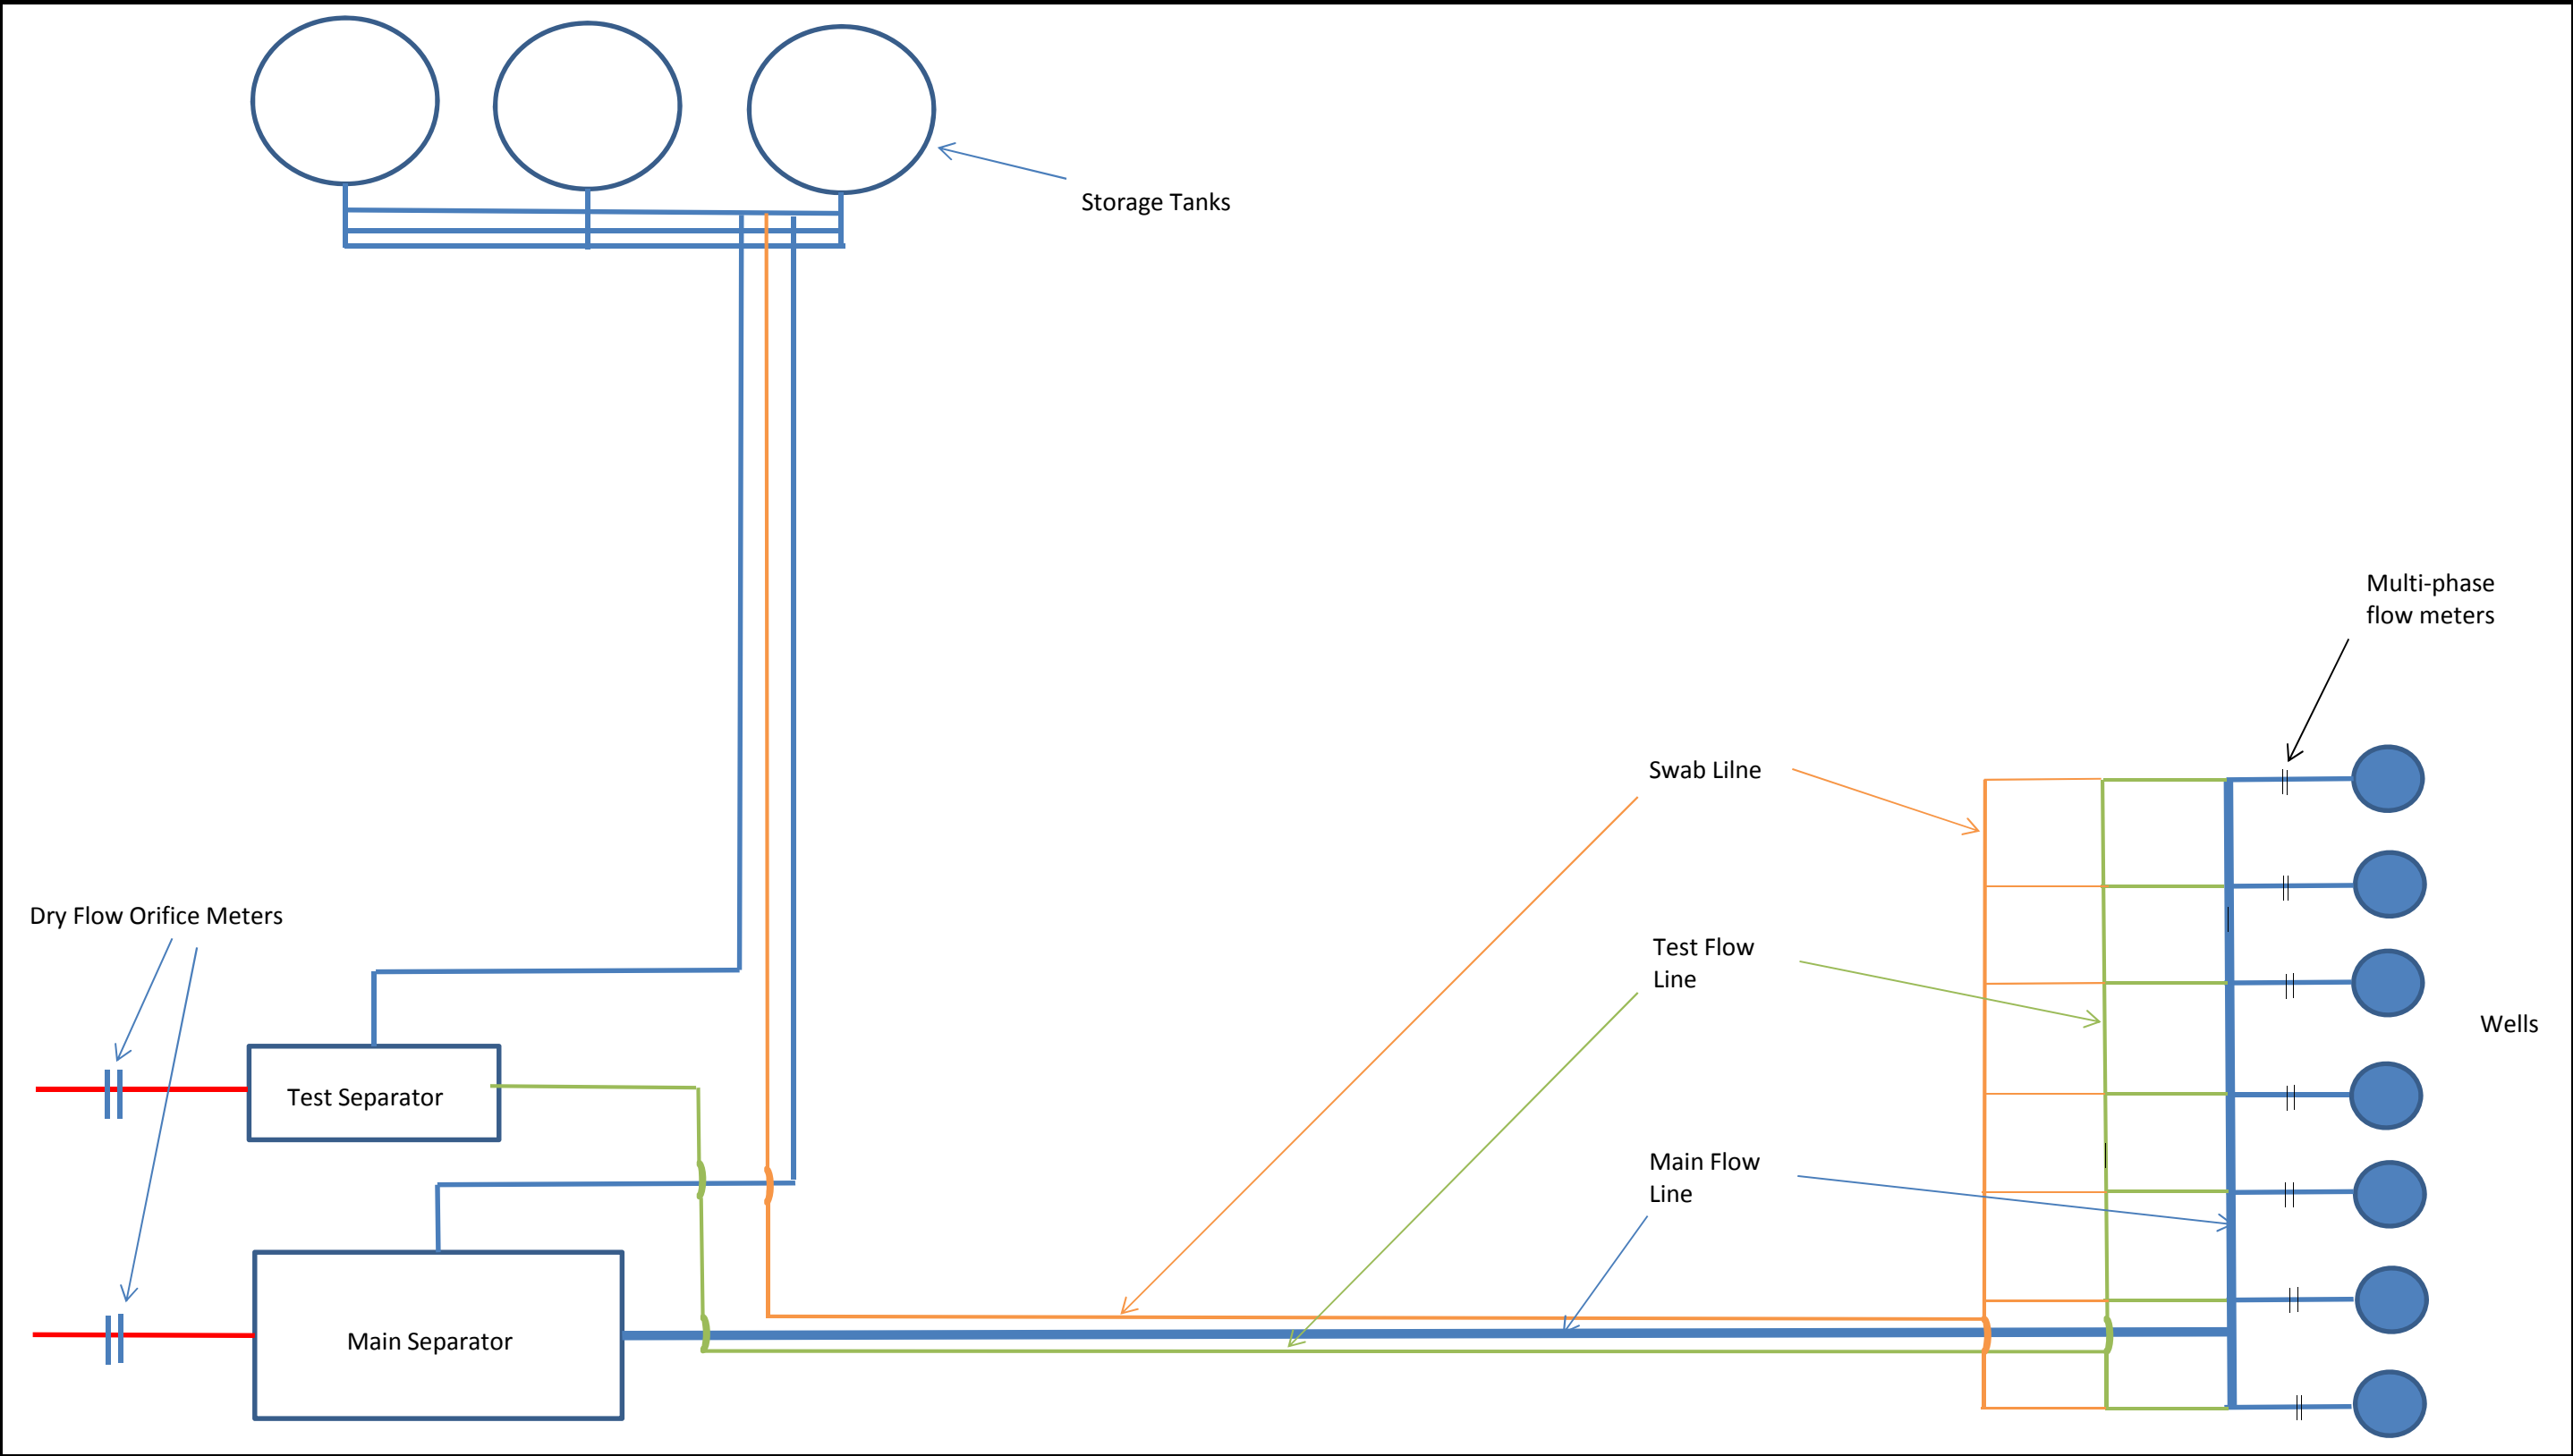 Storage Tanks
Multi-phase
flow meters
Swab Lilne
Dry Flow Orifice Meters
Test Flow
Line
Wells
Test Separator
Main Flow
Line
Main Separator